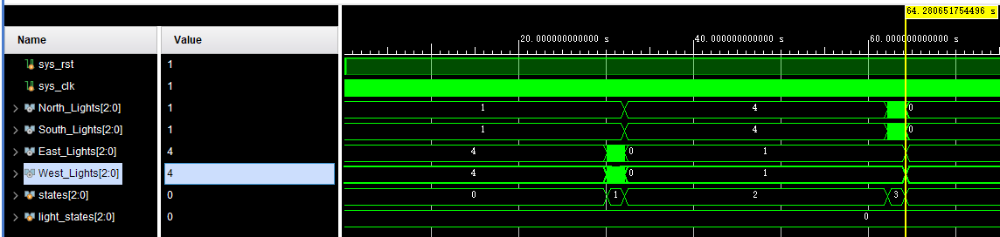 64.280651754496 s
Name Value 20.000000000000 s 40.000000000000 s 60.000000000000 s
sys_rst 1
sys_clk 1
North_Lights[2:0] 1 1 4 0
South_Lights[2:0] 1 1 4 0
East_Lights[2:0] 4 4 0 1
West_Lights[2:0] 4 4 0 1
states[2:0] 0 0 1 2 3
light_states[2:0] 0 0